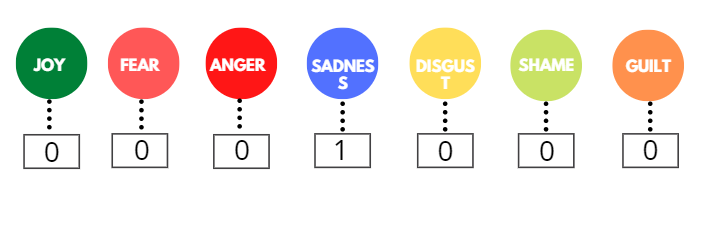 JOY
FEAR
ANGER
SADNES
S
DISGUS
T
SHAME
GUILT
0
0
0
1
0
0
0